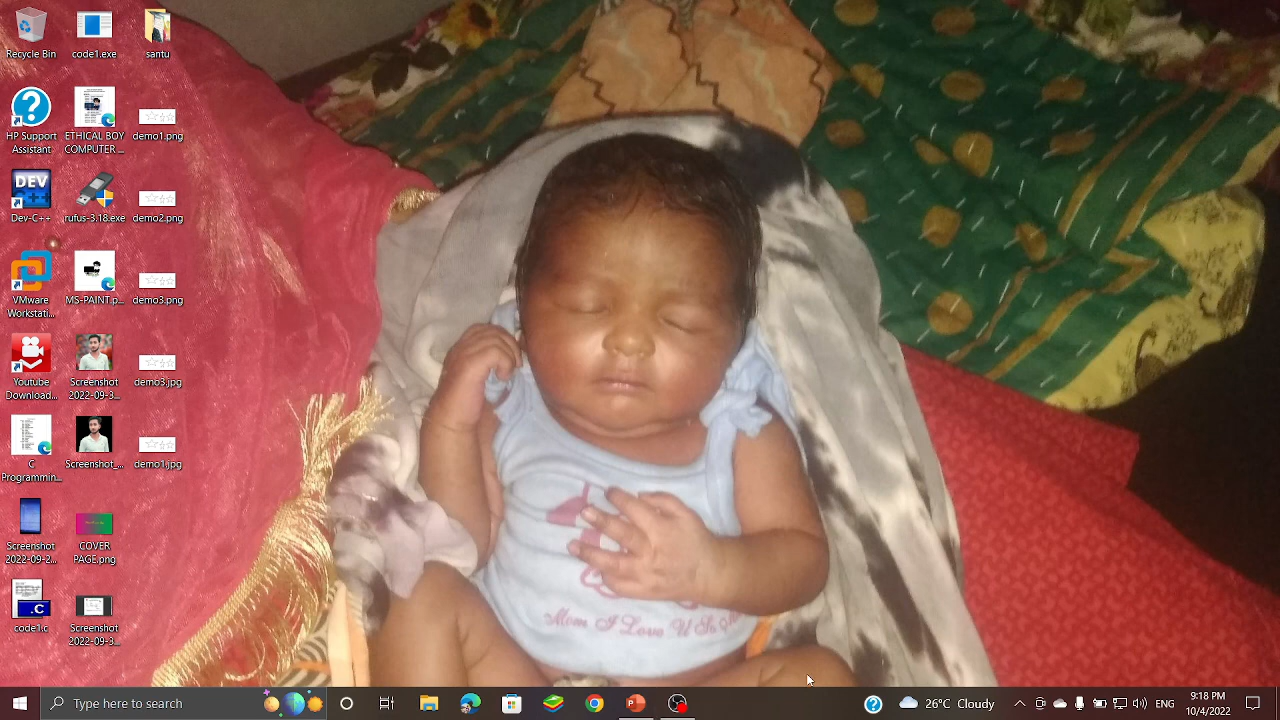 Recycle Bin
code1.exe
santu
HP Support
Assistant
ETHICAL BOY
COMPUTER ...
demo1.png
DEV
Dev-C++
rufus-3.18.exe
demo2.png
VMware
Workstati...
MS-PAINT.p...
demo3.png
Youtube
Download...
Screenshot
2022-09-3...
demo3.jpg
C
Programmin...
Screenshot_...
demo1.jpg
Screenshot
2022-09-2...
COVER
PAGE.png
.C
code1.c
Screenshot
2022-09-3...
Mom I Love U So
Type here to search
26°C Cloudy
ENG
9:18 PM
10/4/2022